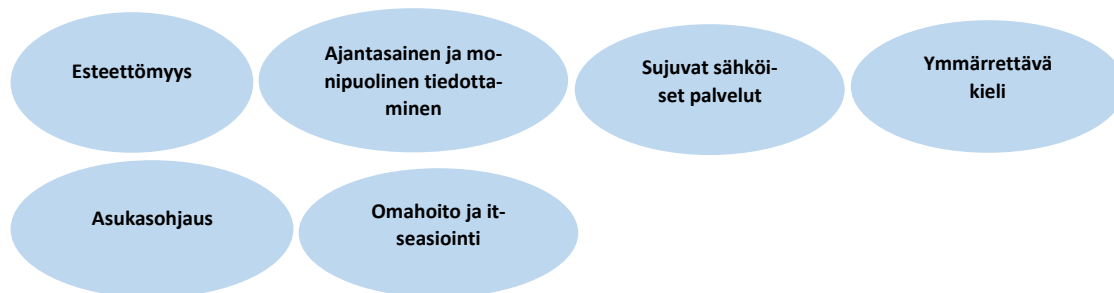 Esteettömyys
Ajantasainen ja mo-
nipuolinen tiedotta-
minen
Sujuvat sähköi-
set palvelut
Ymmärrettävä
kieli
Asukasohjaus
Omahoito ja it-
seasiointi